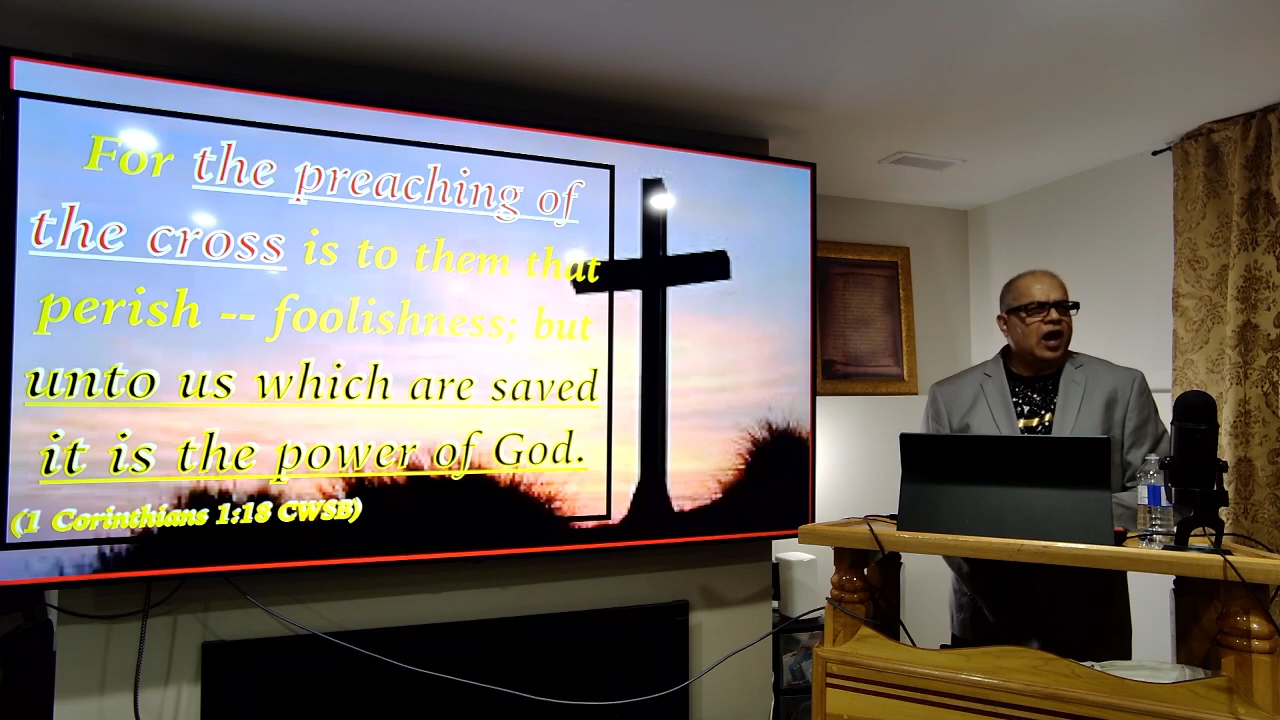 For the preaching of
the cross is to them that
perish -- foolishness; but
unto us which are saved
it is the power of God.
(1 Corinthians 1:18 CWSB)